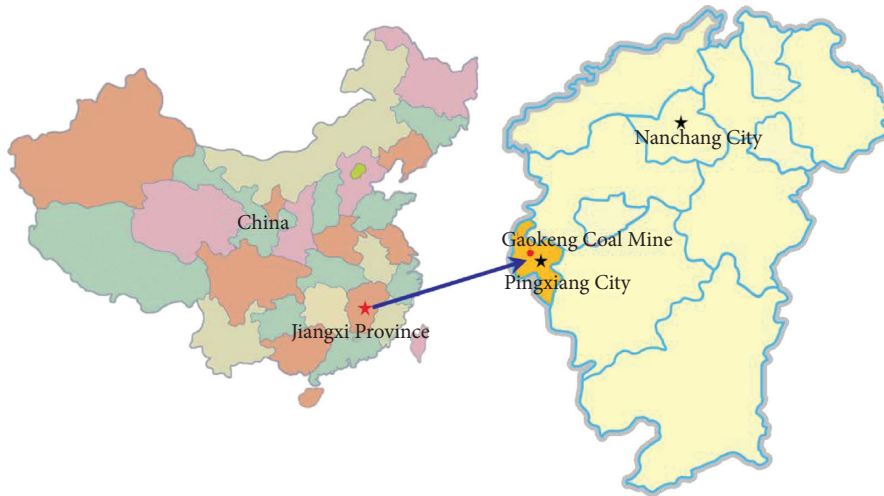 China
Jiangxi Province
Nanchang City
Gaokeng Coal Mine
Pingxiang City